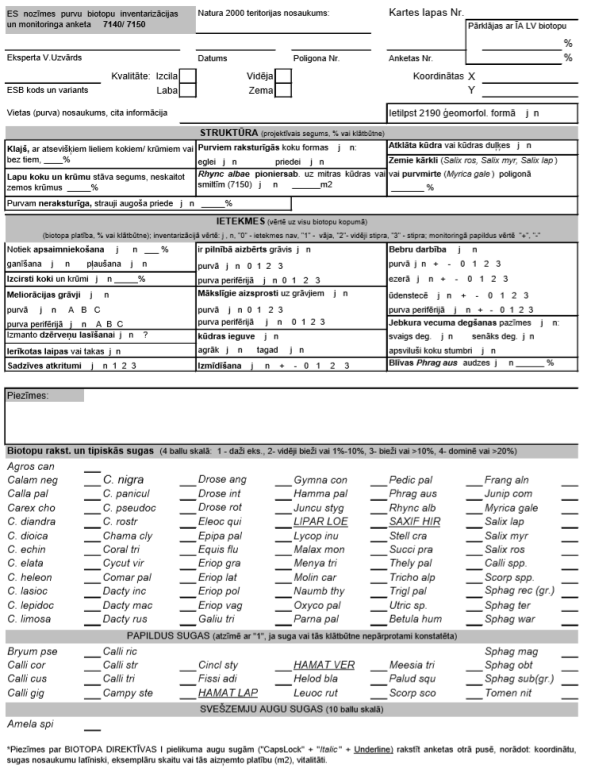 ES nozīmes purvu biotopu inventarizācijas
un monitoringa anketa 7140/ 7150
Natura 2000 teritorijas nosaukums:
Kartes lapas Nr.
Pārklājas ar ĪA LV biotopu
%
%
Eksperta V.Uzvārds
Datums
Poligona Nr.
Anketas Nr.
Kvalitāte: Izcila
Vidēja
Koordinātas X
ESB kods un variants
Laba
Zema
Y
Vietas (purva) nosaukums, cita informācija
Ietilpst 2190 ģeomorfol. formā j n
STRUKTŪRA (projektīvais segums, % vai klātbūtne)
Klajš, ar atsevišķiem lieliem kokiem/ krūmiem vai
bez tiem, ____%
Purviem raksturīgās koku formas j n:
eglei j n priedei j n
Atklāta kūdra vai kūdras duļķes j n
Zemie kārkli (Salix ros, Salix myr, Salix lap )
Lapu koku un krūmu stāva segums, neskaitot
zemos krūmus _____%
Rhync albae pioniersab. uz mitras kūdras vai
smiltīm (7150) j n ______m2
vai purvmirte (Myrica gale ) poligonā
_______ %
Purvam neraksturīga, strauji augoša priede j n _____%
IETEKMES (vērtē uz visu biotopu kopumā)
(biotopa platība, % vai klātbūtne); inventarizācijā vērtē: j , n, "0" - ietekmes nav, "1" - vāja, "2"- vidēji stipra, "3" - stipra; monitoringā papildus vērtē "+", "-"
Notiek apsaimniekošana j n ___ %
ganīšana j n pļaušana j n
Izcirsti koki un krūmi j n _____%
Meliorācijas grāvji j n
purvā j n A B C
purva perifērijā j n A B C
Izmanto dzērveņu lasīšanai j n ?
Ierīkotas laipas vai takas j n
Sadzīves atkritumi j n 1 2 3
ir pilnībā aizbērts grāvis j n
purvā j n 0 1 2 3
purva perifērijā j n 0 1 2 3
Mākslīgie aizsprosti uz grāvjiem j n
purvā j n 0 1 2 3
purva perifērijā j n 0 1 2 3
kūdras ieguve j n
agrāk j n tagad j n
Izmīdīšana j n + - 0 1 2 3
Bebru darbība j n
purvā j n + - 0 1 2 3
ezerā j n + - 0 1 2 3
ūdenstecē j n + - 0 1 2 3
purva perifērijā j n + - 0 1 2 3
Jebkura vecuma degšanas pazīmes j n:
svaigs deg. j n senāks deg. j n
apsviluši koku stumbri j n
Blīvas Phrag aus audzes j n _____ %
Piezīmes:
Biotopu rakst. un tipiskās sugas (4 ballu skalā: 1 - daži eks., 2- vidēji bieži vai 1%-10%, 3- bieži vai >10%, 4- dominē vai >20%)
Agros can
Calam neg C. nigra Drose ang Gymna con Pedic pal Frang aln
Calla pal C. panicul Drose int Hamma pal Phrag aus Junip com
Carex cho C. pseudoc Drose rot Juncu styg Rhync alb Myrica gale
C. diandra C. rostr Eleoc qui LIPAR LOE SAXIF HIR Salix lap
C. dioica Chama cly Epipa pal Lycop inu Stell cra Salix myr
C. echin Coral tri Equis flu Malax mon Succi pra Salix ros
C. elata Cycut vir Eriop gra Menya tri Thely pal Calli spp.
C. heleon Comar pal Eriop lat Molin car Tricho alp Scorp spp.
C. lasioc Dacty inc Eriop pol Naumb thy Trigl pal Sphag rec (gr.)
C. lepidoc Dacty mac Eriop vag Oxyco pal Utric sp. Sphag ter
C. limosa Dacty rus Galiu tri Parna pal Betula hum Sphag war
PAPILDUS SUGAS (atzīmē ar "1", ja suga vai tās klātbūtne nepārprotami konstatēta)
Bryum pse Calli ric Sphag mag
Calli cor Calli str Cincl sty HAMAT VER Meesia tri Sphag obt
Calli cus Calli tri Fissi adi Helod bla Palud squ Sphag sub(gr.)
Calli gig Campy ste HAMAT LAP Leuoc rut Scorp sco Tomen nit
SVEŠZEMJU AUGU SUGAS (10 ballu skalā)
Amela spi
*Piezīmes par BIOTOPA DIREKTĪVAS I pielikuma augu sugām ("CapsLock" + "Italic" + Underline) rakstīt anketas otrā pusē, norādot: koordinātu,
sugas nosaukumu latīniski, eksemplāru skaitu vai tās aizņemto platību (m2), vitalitāti.